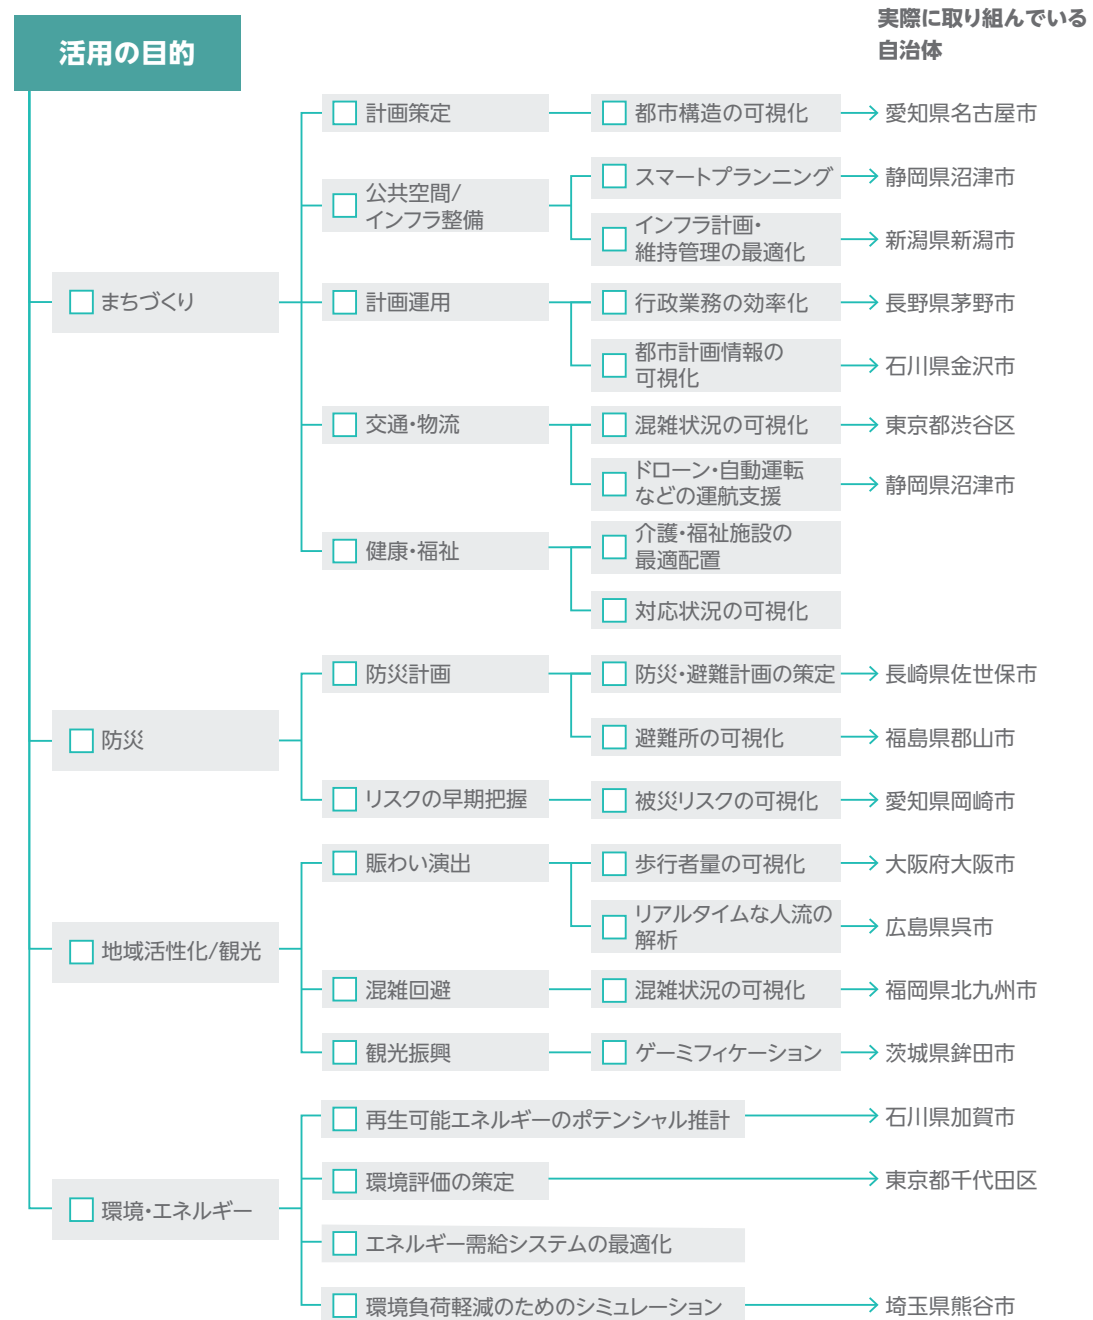 実際に取り組んでいる
自治体
活用の目的
まちづくり
計画策定
都市構造の可視化
愛知県名古屋市
公共空間/
インフラ整備
スマートプランニング
静岡県沼津市
インフラ計画・
維持管理の最適化
新潟県新潟市
計画運用
行政業務の効率化
長野県茅野市
都市計画情報の
可視化
石川県金沢市
交通・物流
混雑状況の可視化
東京都渋谷区
ドローン・自動運転
などの運航支援
静岡県沼津市
健康・福祉
介護・福祉施設の
最適配置
対応状況の可視化
防災
防災計画
防災・避難計画の策定
長崎県佐世保市
避難所の可視化
福島県郡山市
リスクの早期把握
被災リスクの可視化
愛知県岡崎市
地域活性化/観光
賑わい演出
歩行者量の可視化
大阪府大阪市
リアルタイムな人流の
解析
広島県呉市
混雑回避
混雑状況の可視化
福岡県北九州市
観光振興
ゲーミフィケーション
茨城県鉾田市
環境・エネルギー
再生可能エネルギーのポテンシャル推計
石川県加賀市
環境評価の策定
東京都千代田区
エネルギー需給システムの最適化
環境負荷軽減のためのシミュレーション
埼玉県熊谷市